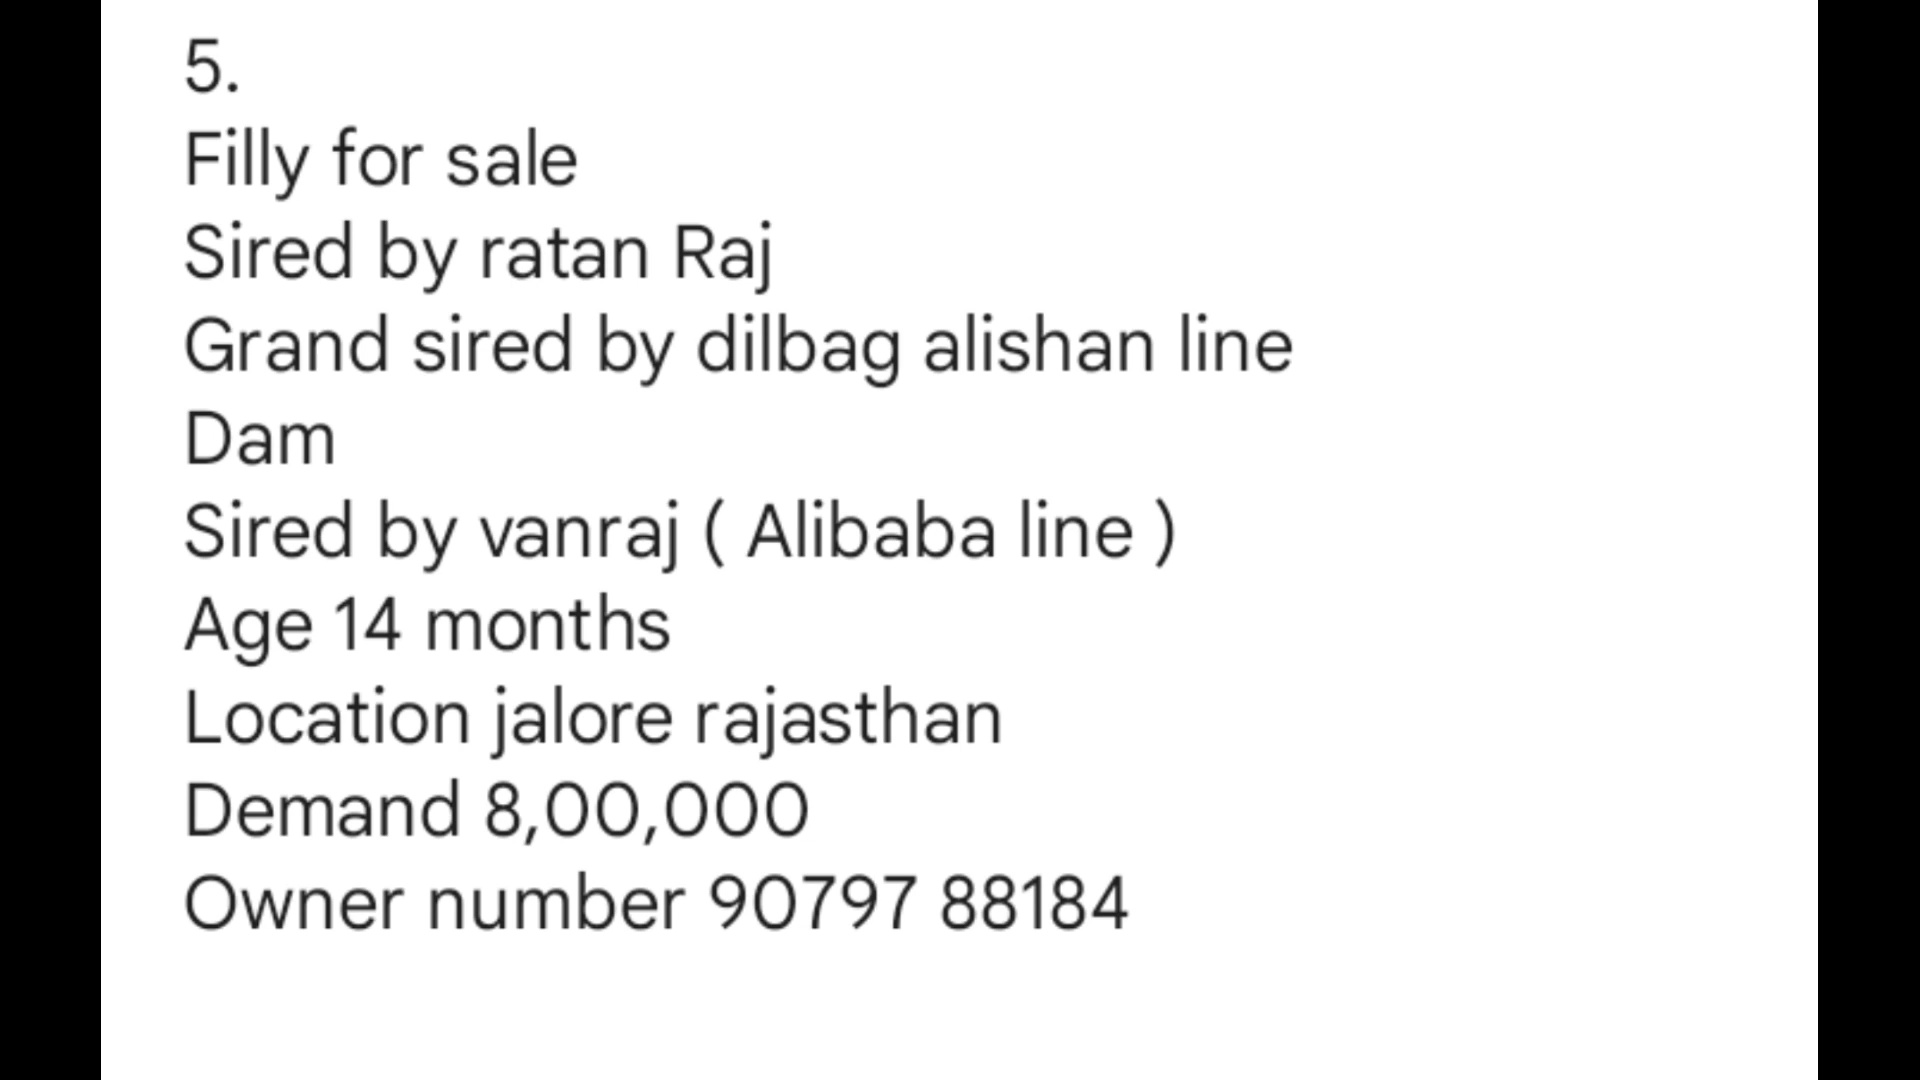 5.
Filly for sale
Sired by ratan Raj
Grand sired by dilbag alishan line
Dam
Sired by vanraj ( Alibaba line )
Age 14 months
Location jalore rajasthan
Demand 8,00,000
Owner number 90797 88184